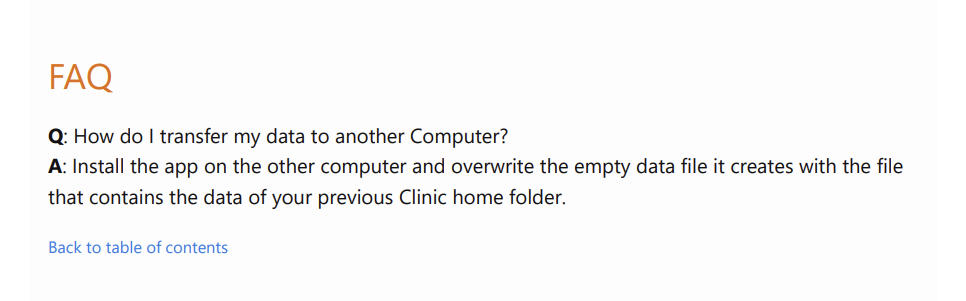 FAQ
Q: How do I transfer my data to another Computer?
A: Install the app on the other computer and overwrite the empty data file it creates with the file
that contains the data of your previous Clinic home folder.
Back to table of contents